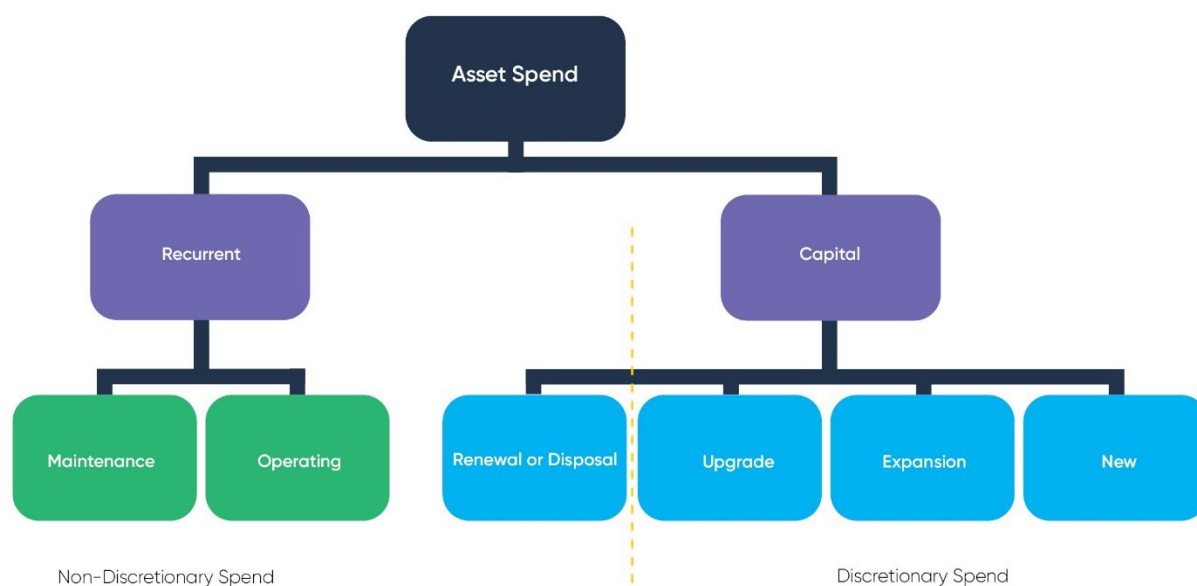 Asset Spend
Recurrent
Capital
Maintenance
Operating
Renewal or Disposal
Upgrade
Expansion
New
Non-Discretionary Spend
Discretionary Spend